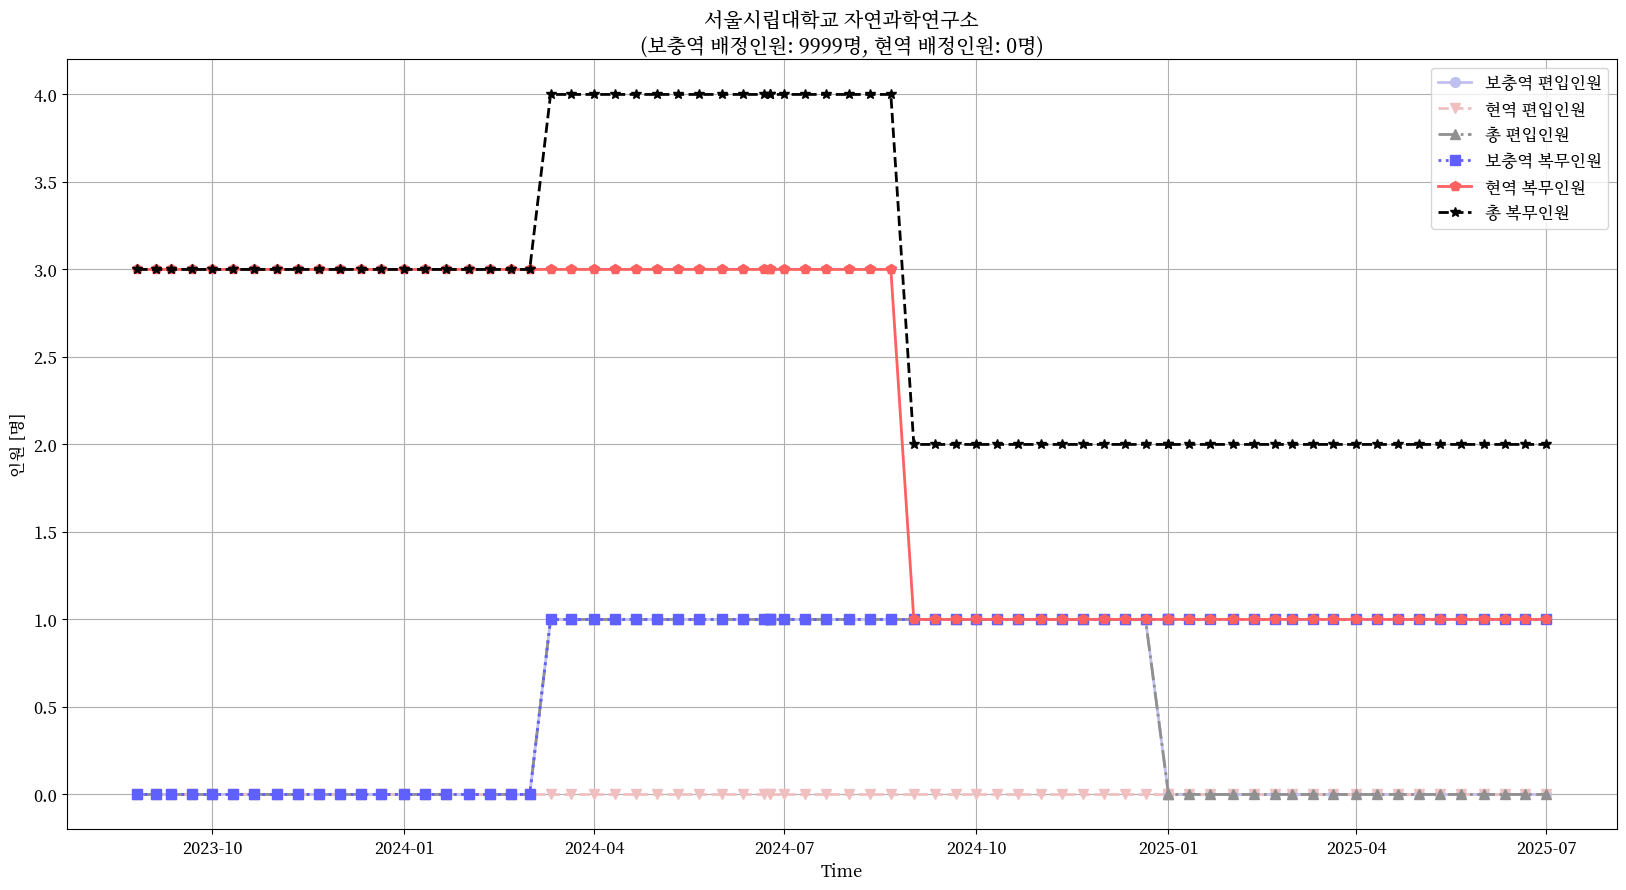 서울시립대학교 자연과학연구소
(보충역 배정인원: 9999명, 현역 배정인원: 0명)
보충역 편입인원
현역 편입인원
총 편입인원
보충역 복무인원
현역 복무인원
총 복무인원
인원 [명]
4.0
3.5
3.0
2.5
2.0
1.5
1.0
0.5
0.0
2023-10
2024-01
2024-04
2024-07
2024-10
2025-01
2025-04
2025-07
Time